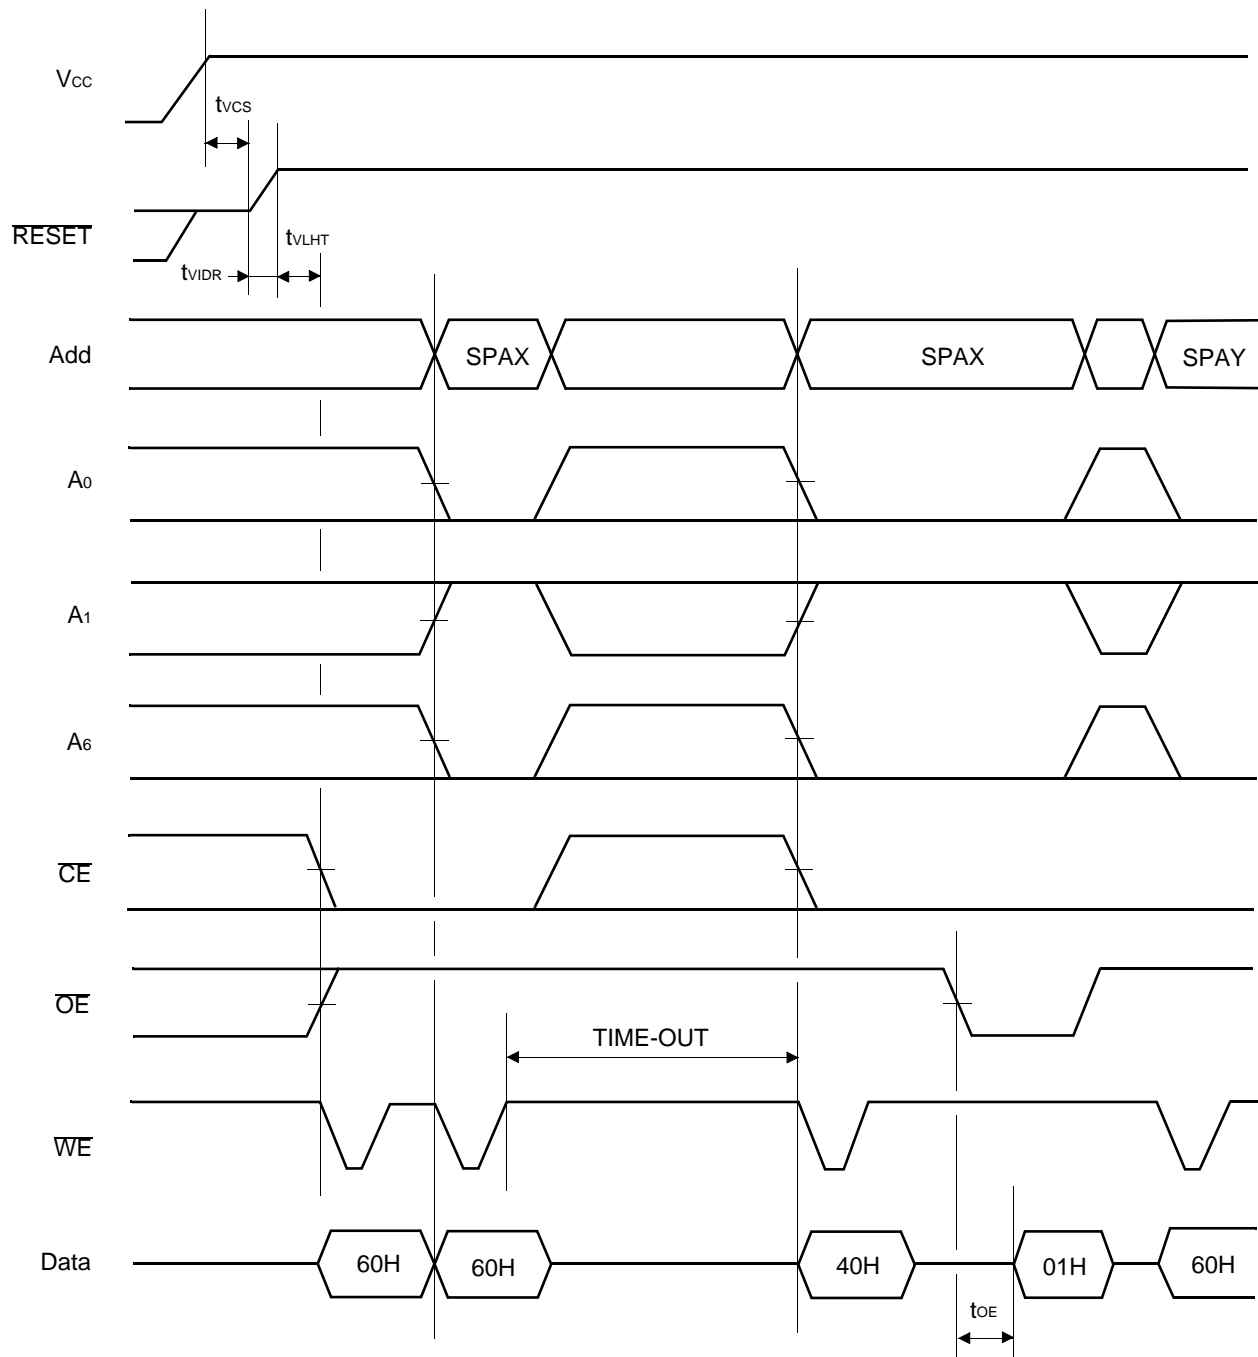 VCC
tVCS
RESET
tVLHT
tVIDR
Add
SPAX
SPAX
SPAY
A0
A1
A6
CE
OE
TIME-OUT
WE
Data
60H
60H
40H
01H
60H
tOE